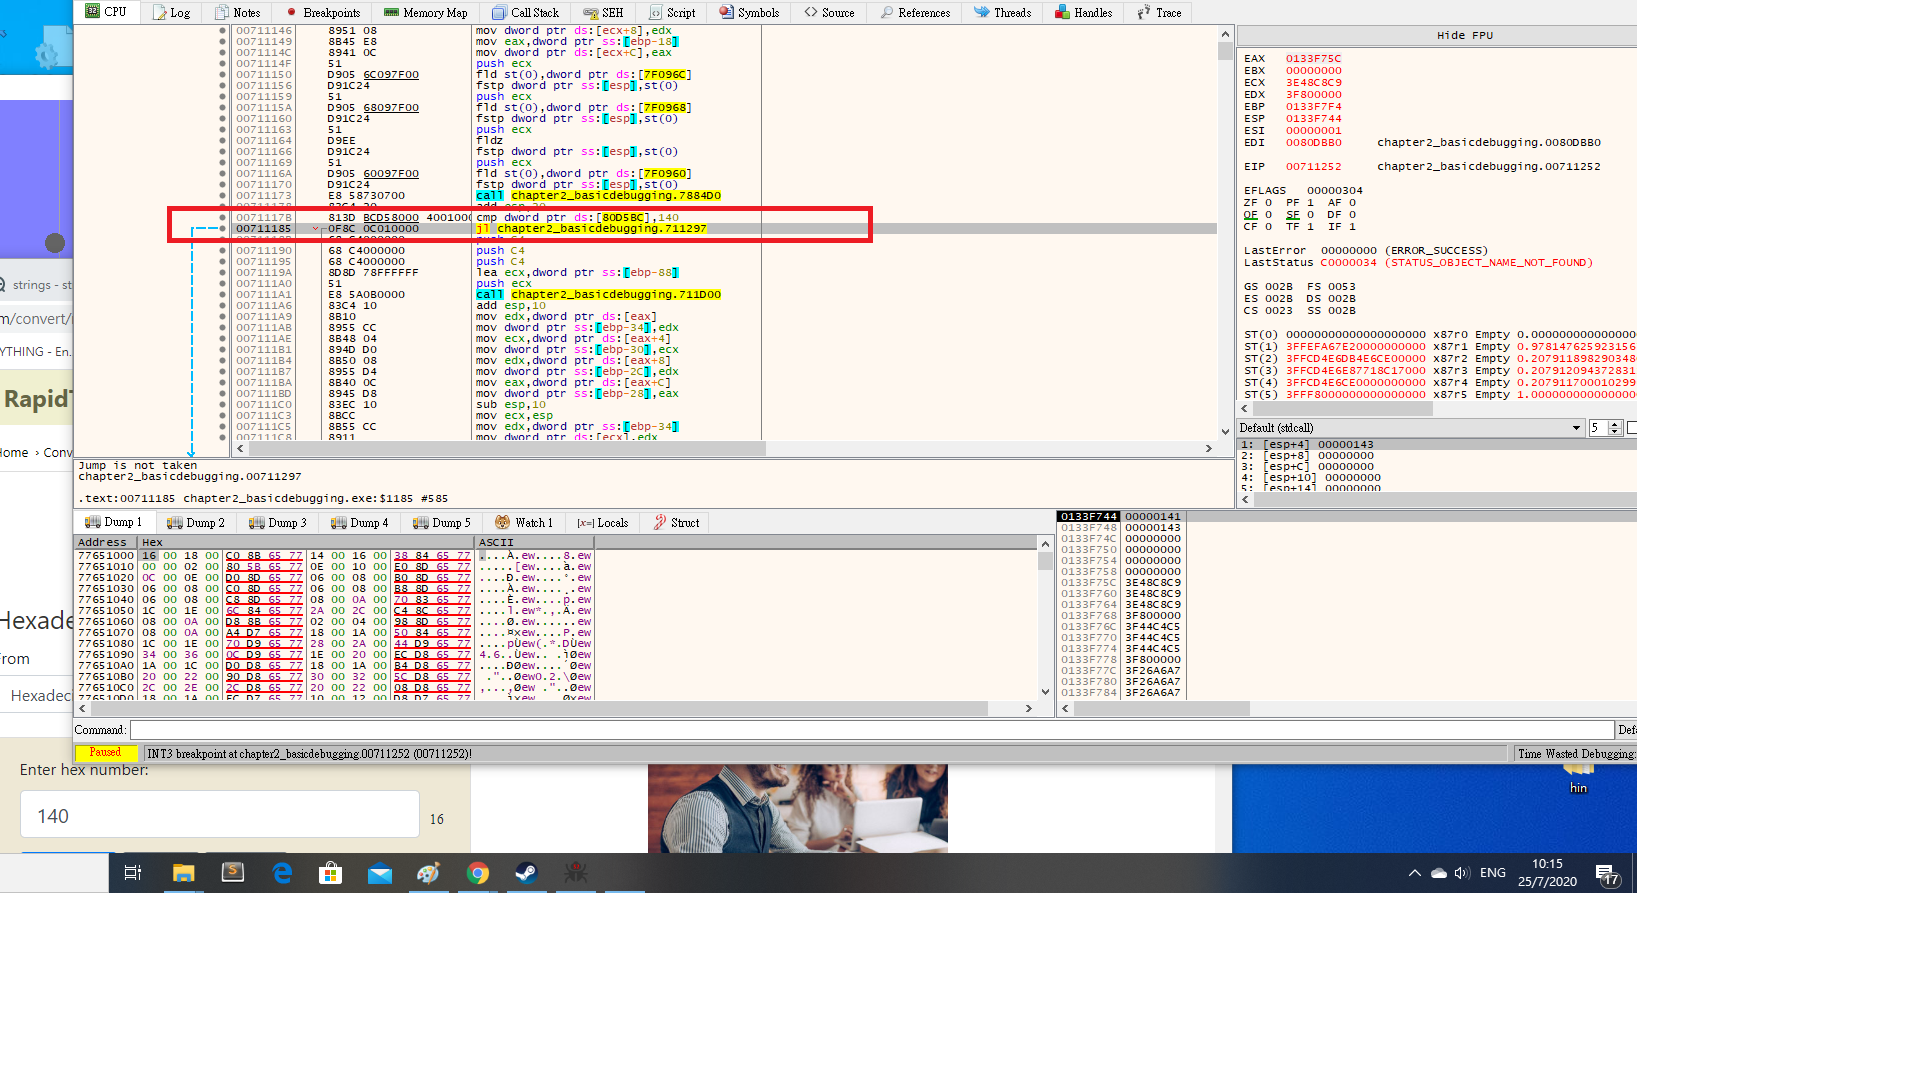 CPU Log Notes Breakpoints Memory Map Call Stack SEH Script Symbols Source References Threads Handles Trace
00711146 8951 08 mov dword ptr ds:[ecx+8],edx
00711149 8B45 E8 mov eax,dword ptr ss:[ebp-18]
0071114C 8941 0C mov dword ptr ds:[ecx+C],eax
0071114F 51 push ecx
00711150 D905 6C097F00 fld st(0),dword ptr ds:[7F096C]
00711156 D91C24 fstp dword ptr ss:[esp],st(0)
00711159 51 push ecx
0071115A D905 68097F00 fld st(0),dword ptr ds:[7F0968]
00711160 D91C24 fstp dword ptr ss:[esp],st(0)
00711163 51 push ecx
00711164 D9EE fldz
00711166 D91C24 fstp dword ptr ss:[esp],st(0)
00711169 51 push ecx
0071116A D905 60097F00 fld st(0),dword ptr ds:[7F0960]
00711170 D91C24 fstp dword ptr ss:[esp],st(0)
00711173 E8 58730700 call chapter2_basicdebugging.7884D0
0071117B 813D BCD58000 4001000 cmp dword ptr ds:[80D5BC],140
00711185 0F8C 0C010000 jl chapter2_basicdebugging.711297
00711190 68 C4000000 push C4
00711195 68 C4000000 push C4
0071119A 8D8D 78FFFFFF lea ecx,dword ptr ss:[ebp-88]
007111A0 51 push ecx
007111A1 E8 5A0B0000 call chapter2_basicdebugging.711D00
007111A6 83C4 10 add esp,10
007111A9 8B10 mov edx,dword ptr ds:[eax]
007111AB 8955 CC mov dword ptr ss:[ebp-34],edx
007111AE 8B48 04 mov ecx,dword ptr ds:[eax+4]
007111B1 894D D0 mov dword ptr ss:[ebp-30],ecx
007111B4 8B50 08 mov edx,dword ptr ds:[eax+8]
007111B7 8955 D4 mov dword ptr ss:[ebp-2C],edx
007111BA 8B40 0C mov eax,dword ptr ds:[eax+C]
007111BD 8945 D8 mov dword ptr ss:[ebp-28],eax
007111C0 83EC 10 sub esp,10
007111C3 8BCC mov ecx,esp
007111C5 8B55 CC mov edx,dword ptr ss:[ebp-34]
007111C8 8911 mov dword ptr ds:[ecx],edx
Jump is not taken
chapter2_basicdebugging.00711297
.text:00711185 chapter2_basicdebugging.exe:$1185 #585
Hide FPU
EAX 0133F75C
EBX 00000000
ECX 3E48C8C9
EDX 3F800000
EBP 0133F7F4
ESP 0133F744
ESI 00000001
EDI 0080DBB0 chapter2_basicdebugging.0080DBB0
EIP 00711252 chapter2_basicdebugging.00711252
EFLAGS 00000304
ZF 0 PF 1 AF 0
OF 0 SF 0 DF 0
CF 0 TF 1 IF 1
LastError 00000000 (ERROR_SUCCESS)
LastStatus C0000034 (STATUS_OBJECT_NAME_NOT_FOUND)
GS 002B FS 0053
ES 002B DS 002B
CS 0023 SS 002B
ST(0) 00000000000000000000 x87r0 Empty 0.0000000000000000
ST(1) 3FFEFA67E20000000000 x87r1 Empty 0.978147625923156
ST(2) 3FFCD4E6DB4E6CE00000 x87r2 Empty 0.207911898290348
ST(3) 3FFCD4E6E87718C17000 x87r3 Empty 0.207912094372831
ST(4) 3FFCD4E6CE0000000000 x87r4 Empty 0.207911700010299
ST(5) 3FFF8000000000000000 x87r5 Empty 1.000000000000000
Default (stdcall) 5
1: [esp+4] 00000143
2: [esp+8] 00000000
3: [esp+C] 00000000
4: [esp+10] 00000000
5: [esp+14] 00000000
Dump 1 Dump 2 Dump 3 Dump 4 Dump 5 Watch 1 [x=] Locals Struct
Address Hex ASCII
77651000 16 00 18 00 C0 8B 65 77 14 00 16 00 38 84 65 77 ....À.ew....8.ew
77651010 00 00 02 00 80 5B 65 77 0E 00 10 00 E0 8D 65 77 .....[ew....à.ew
77651020 0C 00 0E 00 D0 8D 65 77 06 00 08 00 B0 8D 65 77 ....Ð.ew....°.ew
77651030 06 00 08 00 C0 8D 65 77 06 00 08 00 B8 8D 65 77 ....À.ew....¸.ew
77651040 06 00 08 00 C8 8D 65 77 08 00 0A 00 70 83 65 77 ....È.ew....p.ew
77651050 1C 00 1E 00 6C 84 65 77 2A 00 2C 00 C4 8C 65 77 ....l.ew*.,.Ä.ew
77651060 08 00 0A 00 D8 8B 65 77 02 00 04 00 98 8D 65 77 ....Ø.ew......ew
77651070 08 00 0A 00 A4 D7 65 77 18 00 1A 00 50 84 65 77 ....¤×ew....P.ew
77651080 1C 00 1E 00 70 D9 65 77 28 00 2A 00 44 D9 65 77 ....pÙew(.*.DÙew
77651090 34 00 36 00 0C D9 65 77 1E 00 20 00 EC D8 65 77 4.6..Ùew.. .ìØew
776510A0 1A 00 1C 00 D0 D8 65 77 18 00 1A 00 B4 D8 65 77 ....ÐØew....´Øew
776510B0 20 00 22 00 90 D8 65 77 30 00 32 00 5C D8 65 77 .."..Øew0.2.\Øew
776510C0 2C 00 2E 00 2C D8 65 77 20 00 22 00 08 D8 65 77 ,...,Øew ."..Øew
776510D0 18 00 1A 00 EC D7 65 77 10 00 12 00 D8 D7 65 77 ....ì×ew....Ø×ew
0133F744 00000141
0133F748 00000143
0133F74C 00000000
0133F750 00000000
0133F754 00000000
0133F758 00000000
0133F75C 3E48C8C9
0133F760 3E48C8C9
0133F764 3E48C8C9
0133F768 3F800000
0133F76C 3F44C4C5
0133F770 3F44C4C5
0133F774 3F44C4C5
0133F778 3F800000
0133F77C 3F26A6A7
0133F780 3F26A6A7
0133F784 3F26A6A7
Command: Defa
Paused INT3 breakpoint at chapter2_basicdebugging.00711252 (00711252)! Time Wasted Debugging:
strings - st
m/convert/
YTHING - En.
RapidT
Home › Conv
Hexade
From
Hexadec
Enter hex number:
140 16
hin
ENG 10:15
25/7/2020 17